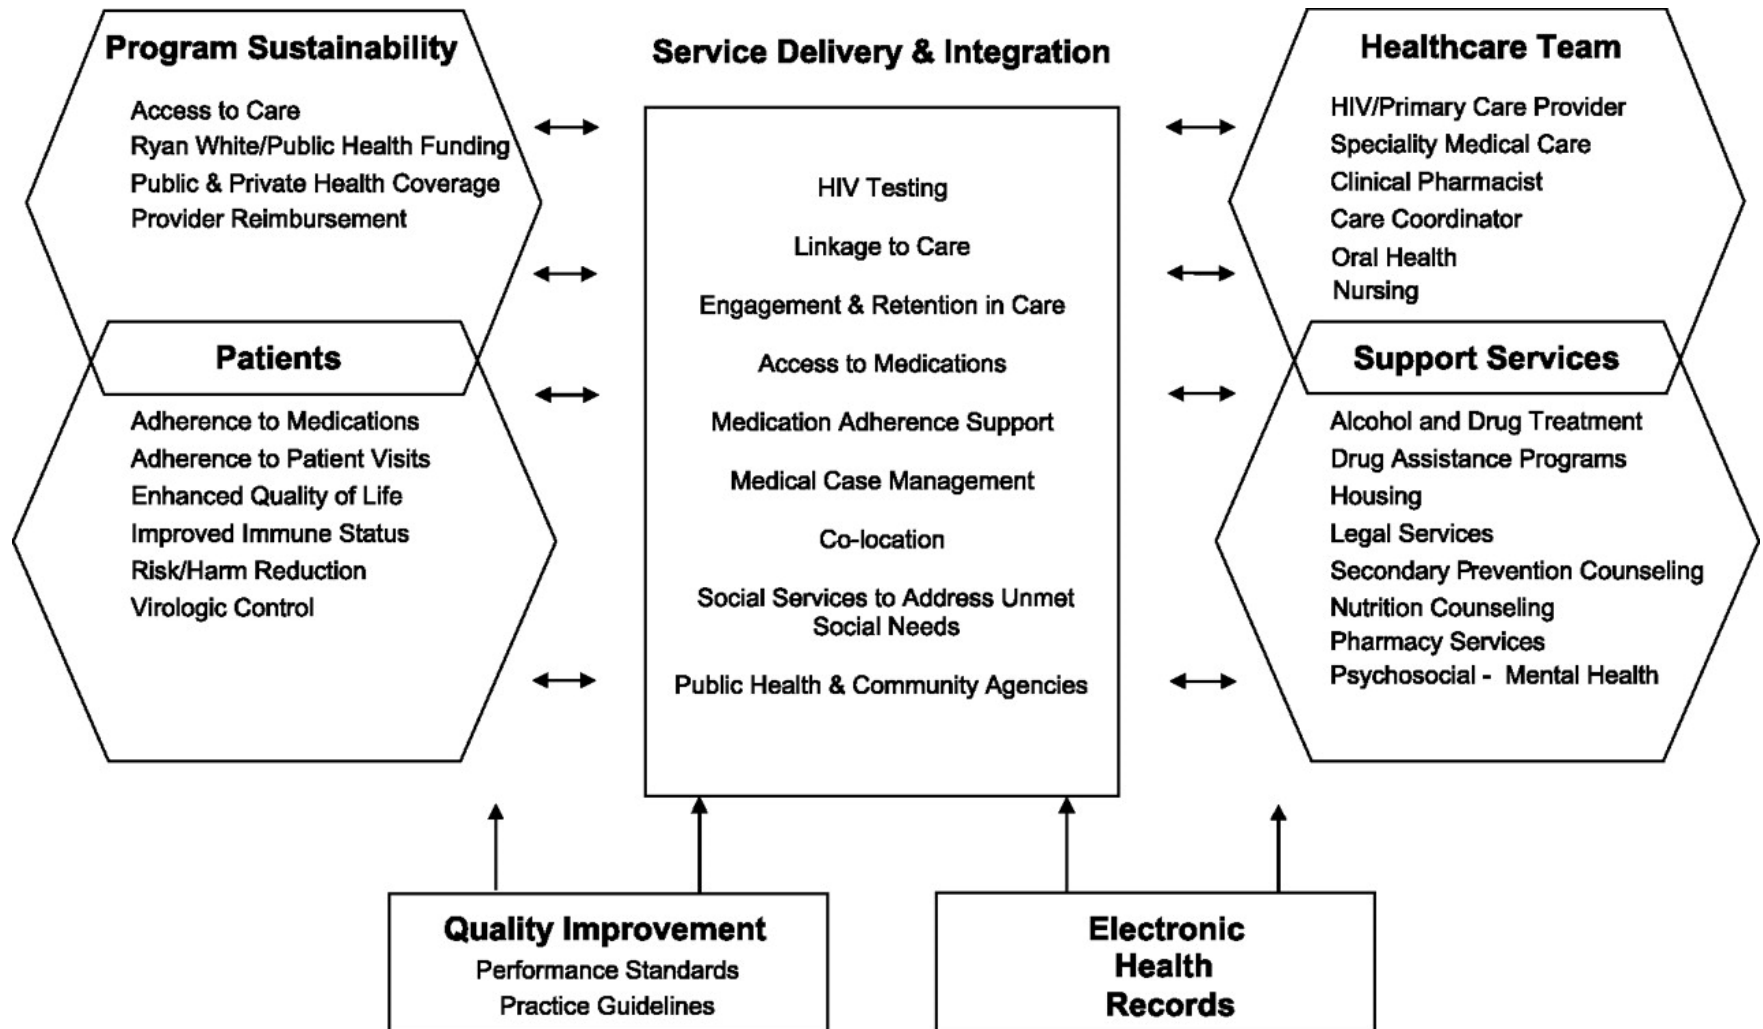 Program Sustainability
Access to Care
Ryan White/Public Health Funding
Public & Private Health Coverage
Provider Reimbursement
Patients
Adherence to Medications
Adherence to Patient Visits
Enhanced Quality of Life
Improved Immune Status
Risk/Harm Reduction
Virologic Control
Service Delivery & Integration
HIV Testing
Linkage to Care
Engagement & Retention in Care
Access to Medications
Medication Adherence Support
Medical Case Management
Co-location
Social Services to Address Unmet
Social Needs
Public Health & Community Agencies
Healthcare Team
HIV/Primary Care Provider
Speciality Medical Care
Clinical Pharmacist
Care Coordinator
Oral Health
Nursing
Support Services
Alcohol and Drug Treatment
Drug Assistance Programs
Housing
Legal Services
Secondary Prevention Counseling
Nutrition Counseling
Pharmacy Services
Psychosocial - Mental Health
Quality Improvement
Performance Standards
Practice Guidelines
Electronic
Health
Records